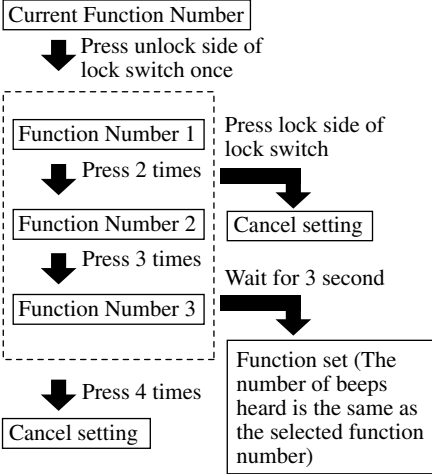 Current Function Number
Press unlock side of
lock switch once
Function Number 1
Press 2 times
Function Number 2
Press 3 times
Function Number 3
Press 4 times
Cancel setting
Press lock side of
lock switch
Cancel setting
Wait for 3 second
Function set (The
number of beeps
heard is the same as
the selected function
number)